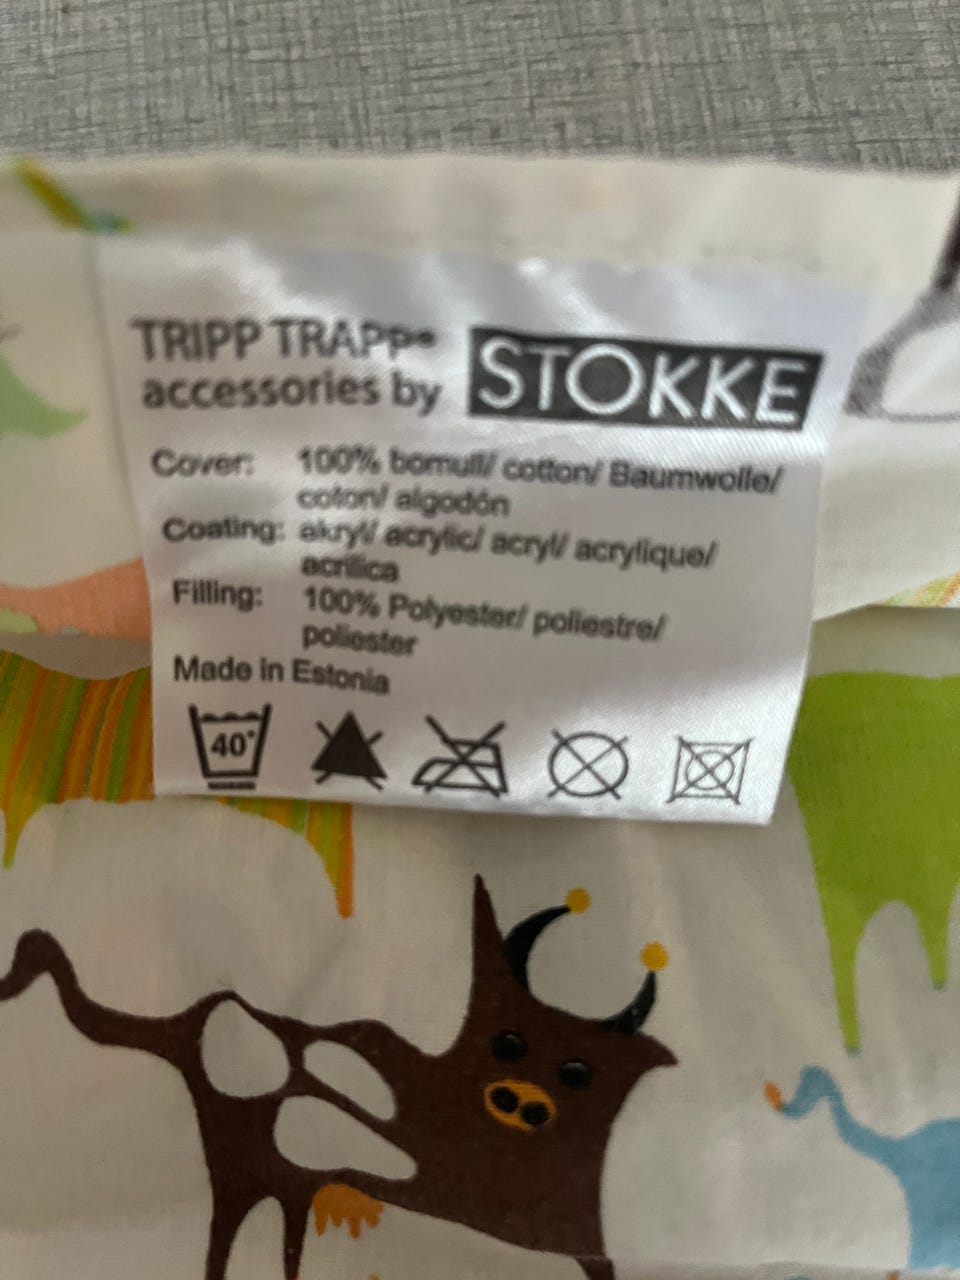 TRIPP TRAPP®
accessories by STOKKE
Cover: 100% bomull/ cotton/ Baumwolle/
coton/ algodón
Coating: akryl/ acrylic/ acryl/ acrylique/
acrilica
Filling: 100% Polyester/ poliestre/
poliester
Made in Estonia
40°